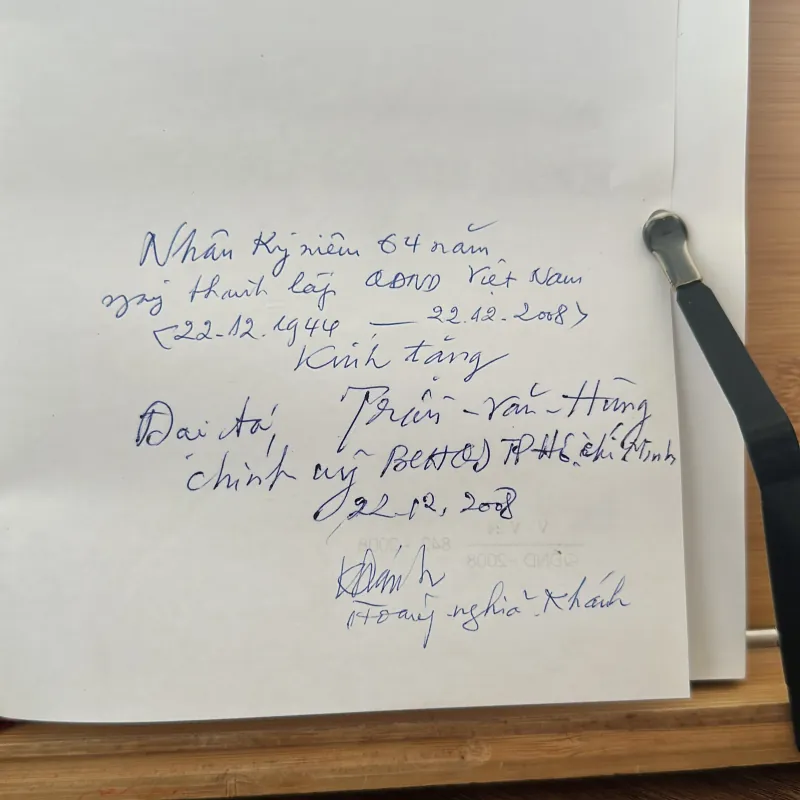 Nhân Kỷ niệm 64 năm
ngày thành lập QĐND Việt Nam
<22.12.1944 — 22.12.2008>
Kính tặng
Đại tá, Trần-Văn-Hùng
chính uỷ BCHQS TP Hồ Chí Minh
22.12.2008
Khánh
Hoàng nghĩa Khánh